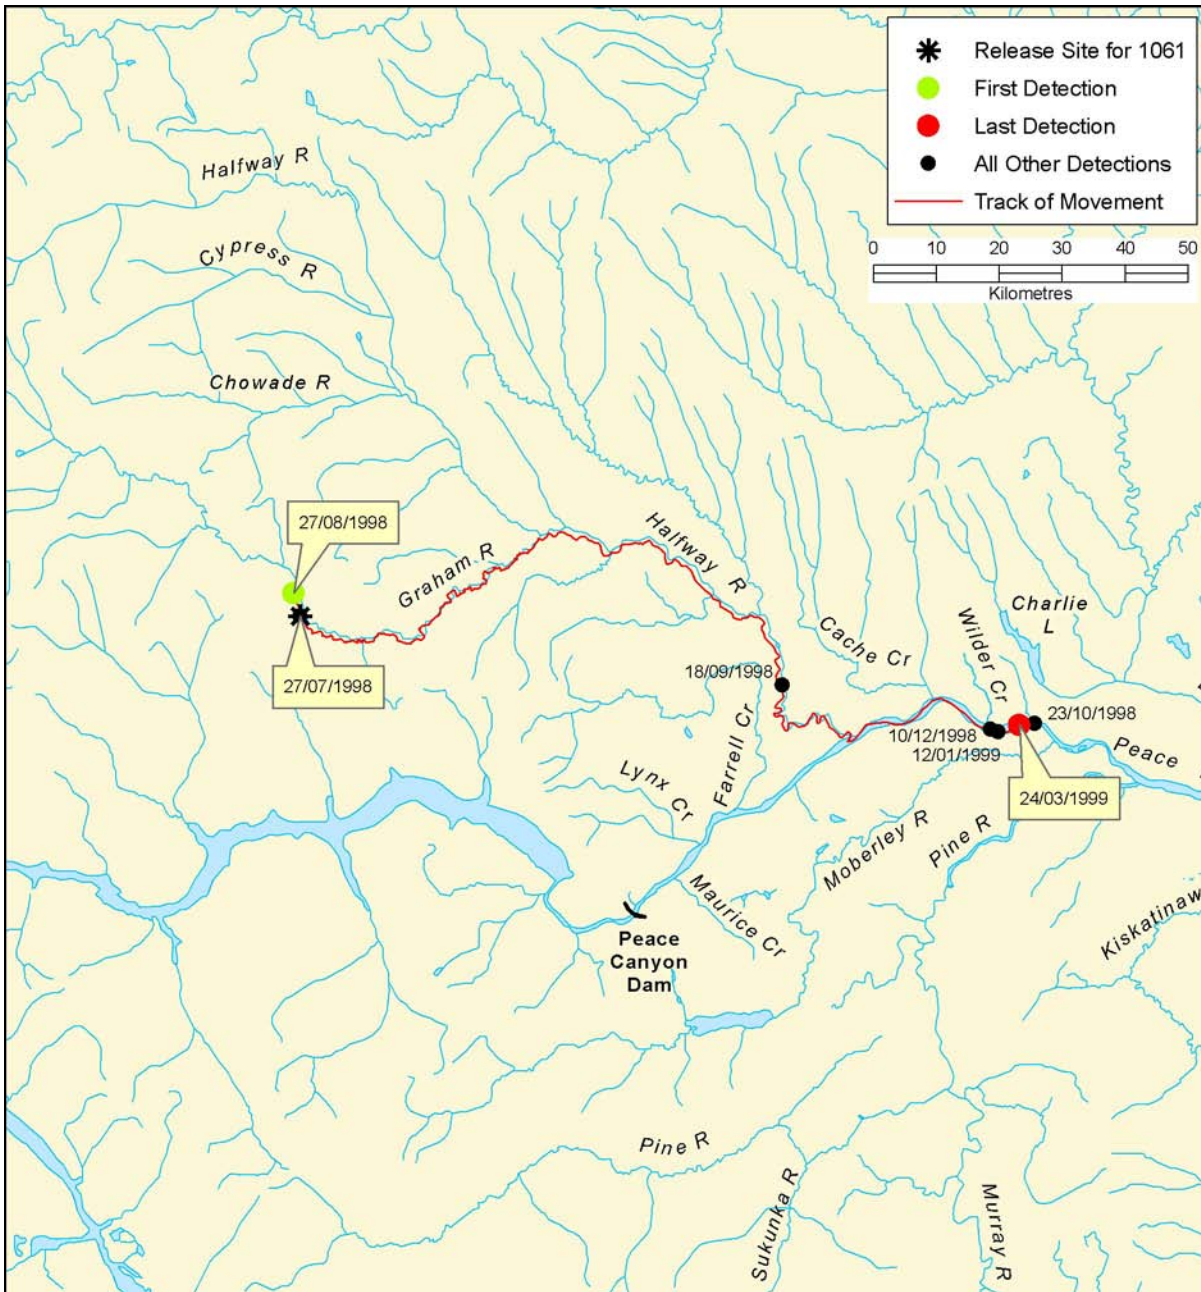 Release Site for 1061
First Detection
Last Detection
All Other Detections
Track of Movement
0 10 20 30 40 50
Kilometres
Halfway R
Cypress R
Chowade R
27/08/1998
Graham R
Halfway R
27/07/1998
18/09/1998
Cache Cr
Wilder Cr
Charlie
L
23/10/1998
10/12/1998
12/01/1999
Peace
24/03/1999
Farrell Cr
Lynx Cr
Moberley R
Pine R
Maurice Cr
Kiskatinaw
Peace
Canyon
Dam
Pine R
Sukunka R
Murray R